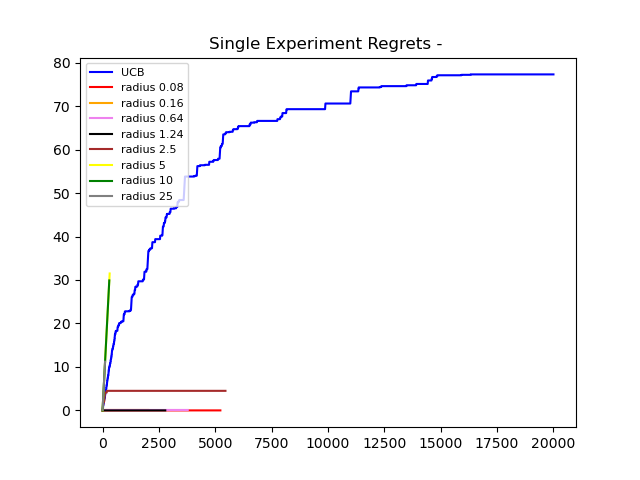 Single Experiment Regrets -
80
70
60
50
40
30
20
10
0
UCB
radius 0.08
radius 0.16
radius 0.64
radius 1.24
radius 2.5
radius 5
radius 10
radius 25
0 2500 5000 7500 10000 12500 15000 17500 20000